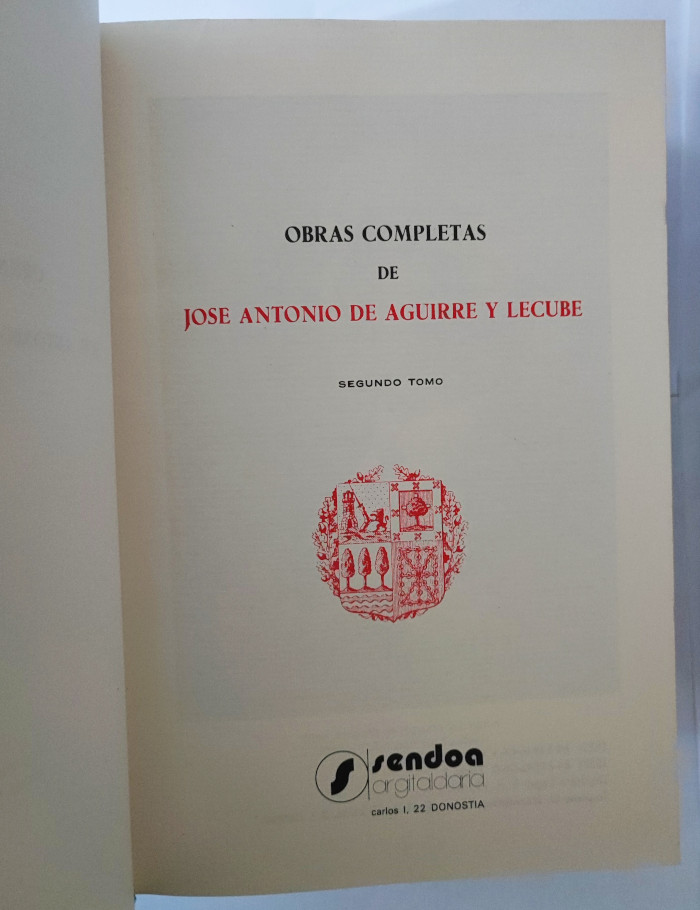 OBRAS COMPLETAS
DE
JOSE ANTONIO DE AGUIRRE Y LECUBE
SEGUNDO TOMO
sendoa
argitaldaria
carlos I, 22 DONOSTIA